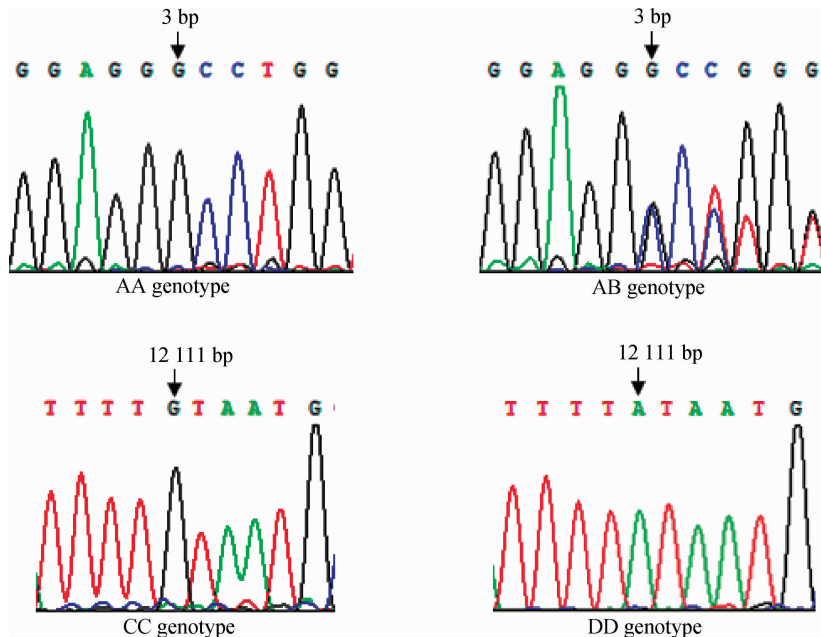 3 bp
G G A G G G C C T G G
AA genotype
3 bp
G G A G G G C C G G G
AB genotype
12 111 bp
T T T T G T A A T G
CC genotype
12 111 bp
T T T T A T A A T G
DD genotype